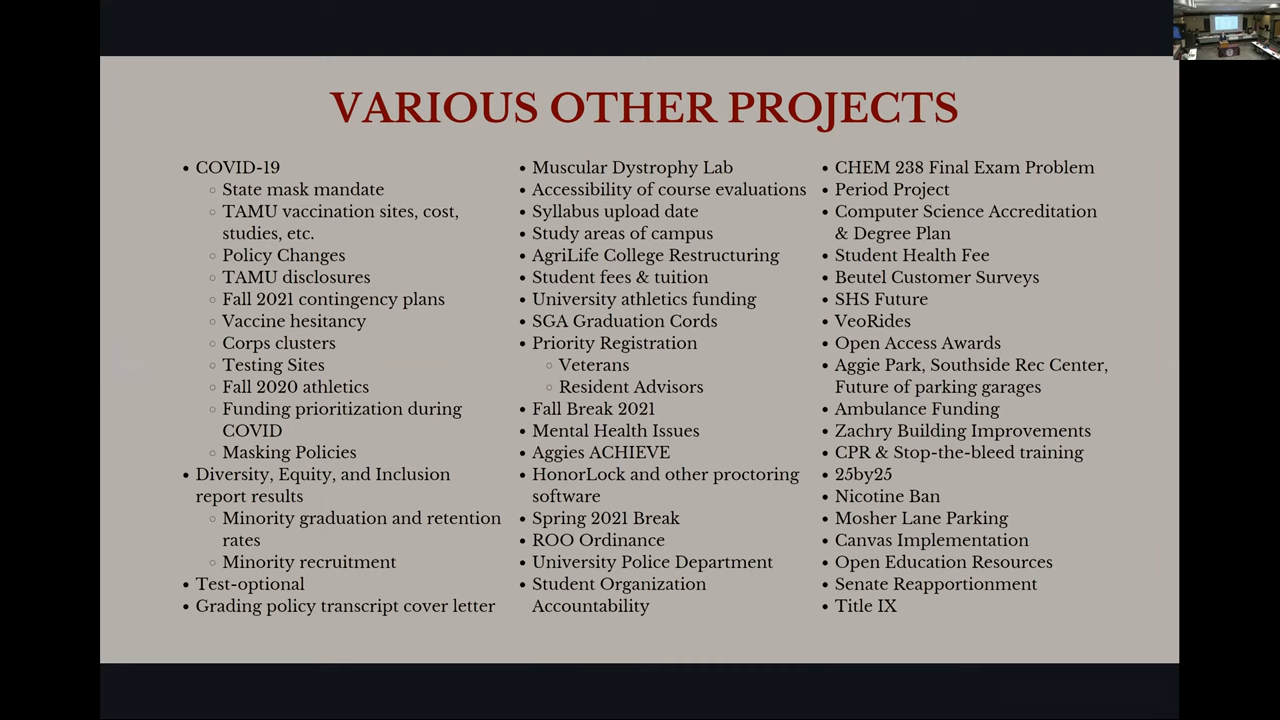 VARIOUS OTHER PROJECTS
• COVID-19
○ State mask mandate
○ TAMU vaccination sites, cost,
studies, etc.
○ Policy Changes
○ TAMU disclosures
○ Fall 2021 contingency plans
○ Vaccine hesitancy
○ Corps clusters
○ Testing Sites
○ Fall 2020 athletics
○ Funding prioritization during
COVID
○ Masking Policies
• Diversity, Equity, and Inclusion
report results
○ Minority graduation and retention
rates
○ Minority recruitment
• Test-optional
• Grading policy transcript cover letter
• Muscular Dystrophy Lab
• Accessibility of course evaluations
• Syllabus upload date
• Study areas of campus
• AgriLife College Restructuring
• Student fees & tuition
• University athletics funding
• SGA Graduation Cords
• Priority Registration
○ Veterans
○ Resident Advisors
• Fall Break 2021
• Mental Health Issues
• Aggies ACHIEVE
• HonorLock and other proctoring
software
• Spring 2021 Break
• ROO Ordinance
• University Police Department
• Student Organization
Accountability
• CHEM 238 Final Exam Problem
• Period Project
• Computer Science Accreditation
& Degree Plan
• Student Health Fee
• Beutel Customer Surveys
• SHS Future
• VeoRides
• Open Access Awards
• Aggie Park, Southside Rec Center,
Future of parking garages
• Ambulance Funding
• Zachry Building Improvements
• CPR & Stop-the-bleed training
• 25by25
• Nicotine Ban
• Mosher Lane Parking
• Canvas Implementation
• Open Education Resources
• Senate Reapportionment
• Title IX